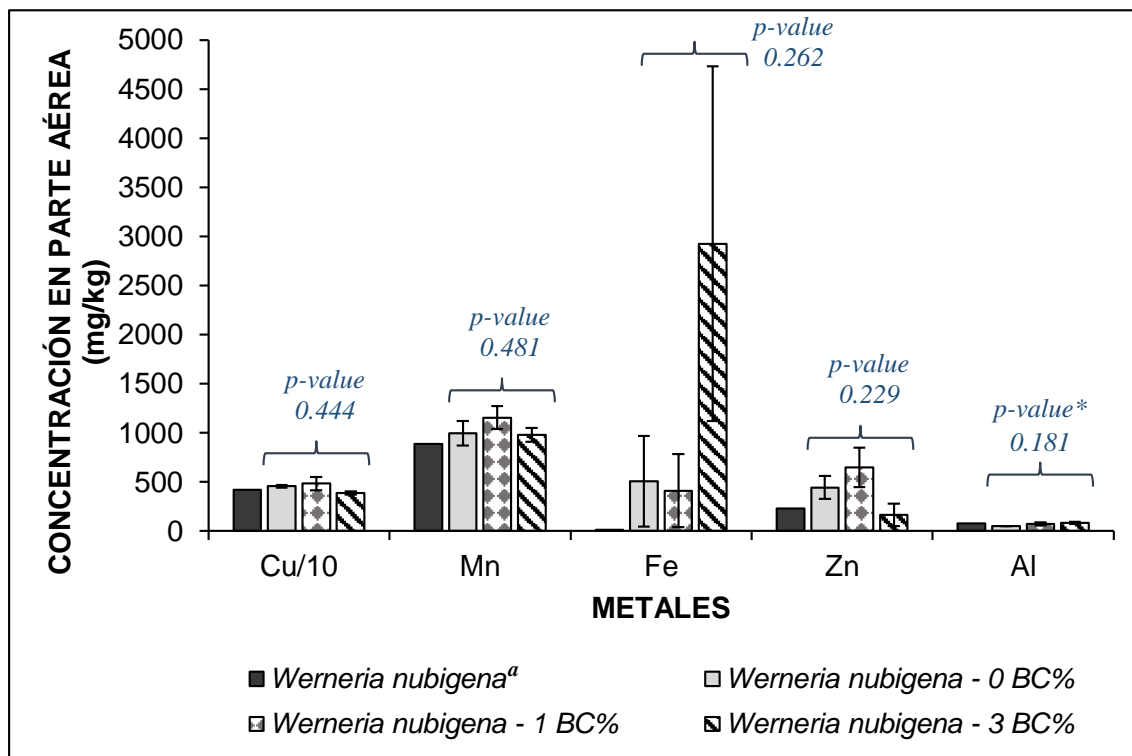 CONCENTRACIÓN EN PARTE AÉREA
(mg/kg)
5000
4500
4000
3500
3000
2500
2000
1500
1000
500
0
p-value
0.444
p-value
0.481
p-value
0.262
p-value
0.229
p-value*
0.181
Cu/10 Mn Fe Zn Al
METALES
Werneria nubigenaᵃ Werneria nubigena - 0 BC%
Werneria nubigena - 1 BC% Werneria nubigena - 3 BC%